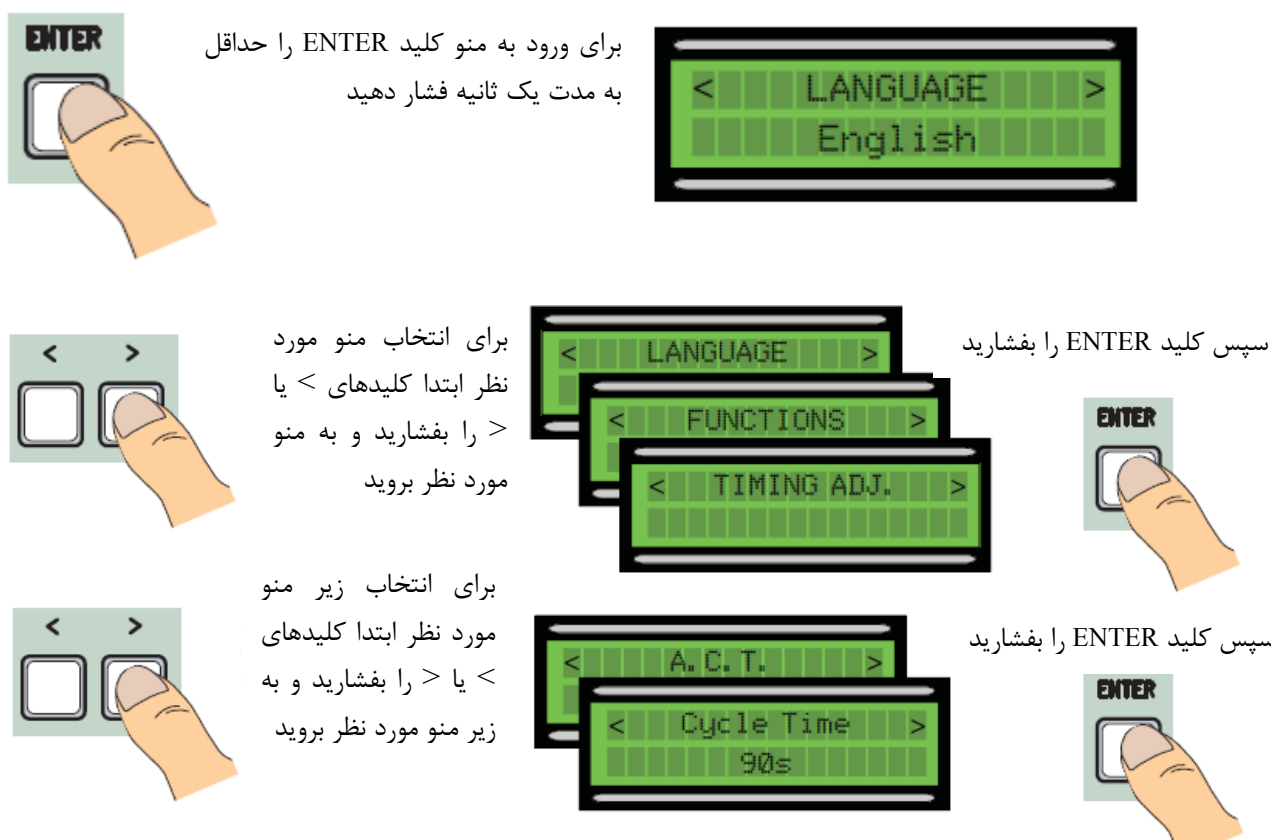 ENTER
برای ورود به منو کلید ENTER را حداقل
به مدت یک ثانیه فشار دهید
< LANGUAGE >
English
< >
برای انتخاب منو مورد
نظر ابتدا کلیدهای > یا
< را بفشارید و به منو
مورد نظر بروید
< LANGUAGE >
< FUNCTIONS >
< TIMING ADJ. >
سپس کلید ENTER را بفشارید
ENTER
< >
برای انتخاب زیر منو
مورد نظر ابتدا کلیدهای
> یا < را بفشارید و به
زیر منو مورد نظر بروید
< A.C.T. >
< Cycle Time >
90s
سپس کلید ENTER را بفشارید
ENTER